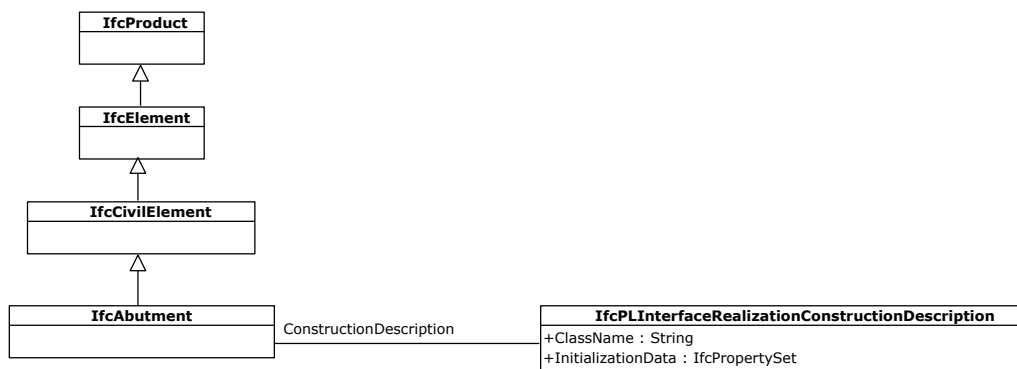 IfcProduct
IfcElement
IfcCivilElement
IfcAbutment
ConstructionDescription
IfcPLInterfaceRealizationConstructionDescription
+ClassName : String
+InitializationData : IfcPropertySet